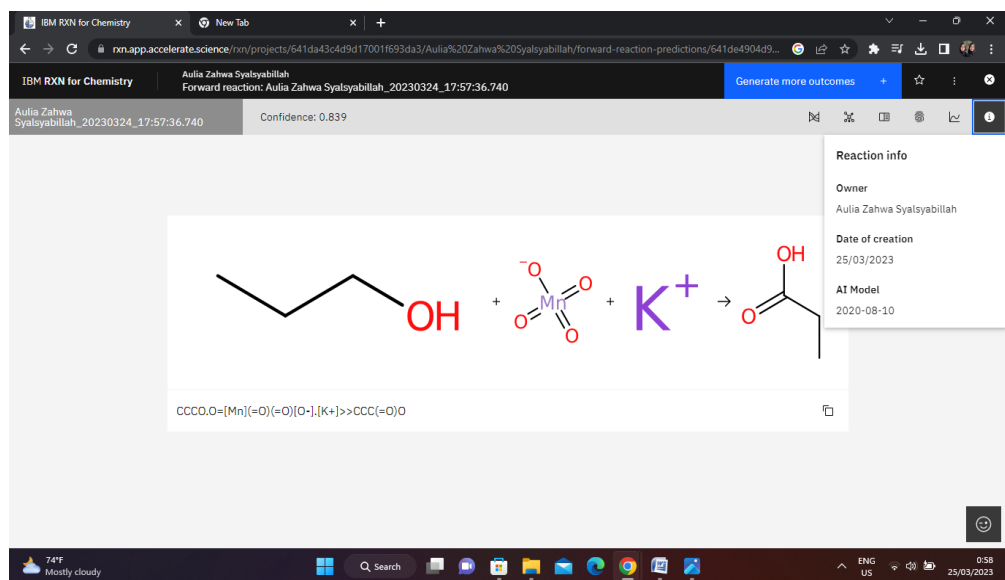 IBM RXN for Chemistry
New Tab
rxn.app.accelerate.science/rxn/projects/641da43c4d9d17001f693da3/Aulia%20Zahwa%20Syalsyabillah/forward-reaction-predictions/641de4904d9...
IBM RXN for Chemistry
Aulia Zahwa Syalsyabillah
Forward reaction: Aulia Zahwa Syalsyabillah_20230324_17:57:36.740
Generate more outcomes +
Aulia Zahwa
Syalsyabillah_20230324_17:57:36.740
Confidence: 0.839
Reaction info
Owner
Aulia Zahwa Syalsyabillah
Date of creation
25/03/2023
AI Model
2020-08-10
OH
+
-O
O
Mn
O
O
+
K+
→
OH
O
CCCO.O=[Mn](=O)(=O)[O-].[K+]>>CCC(=O)O
74°F
Mostly cloudy
Search
ENG
US
0:58
25/03/2023